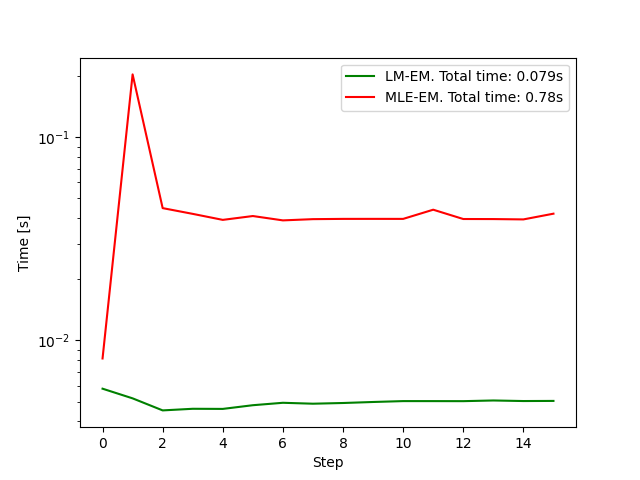 LM-EM. Total time: 0.079s
MLE-EM. Total time: 0.78s
10⁻¹
10⁻²
Time [s]
0 2 4 6 8 10 12 14
Step